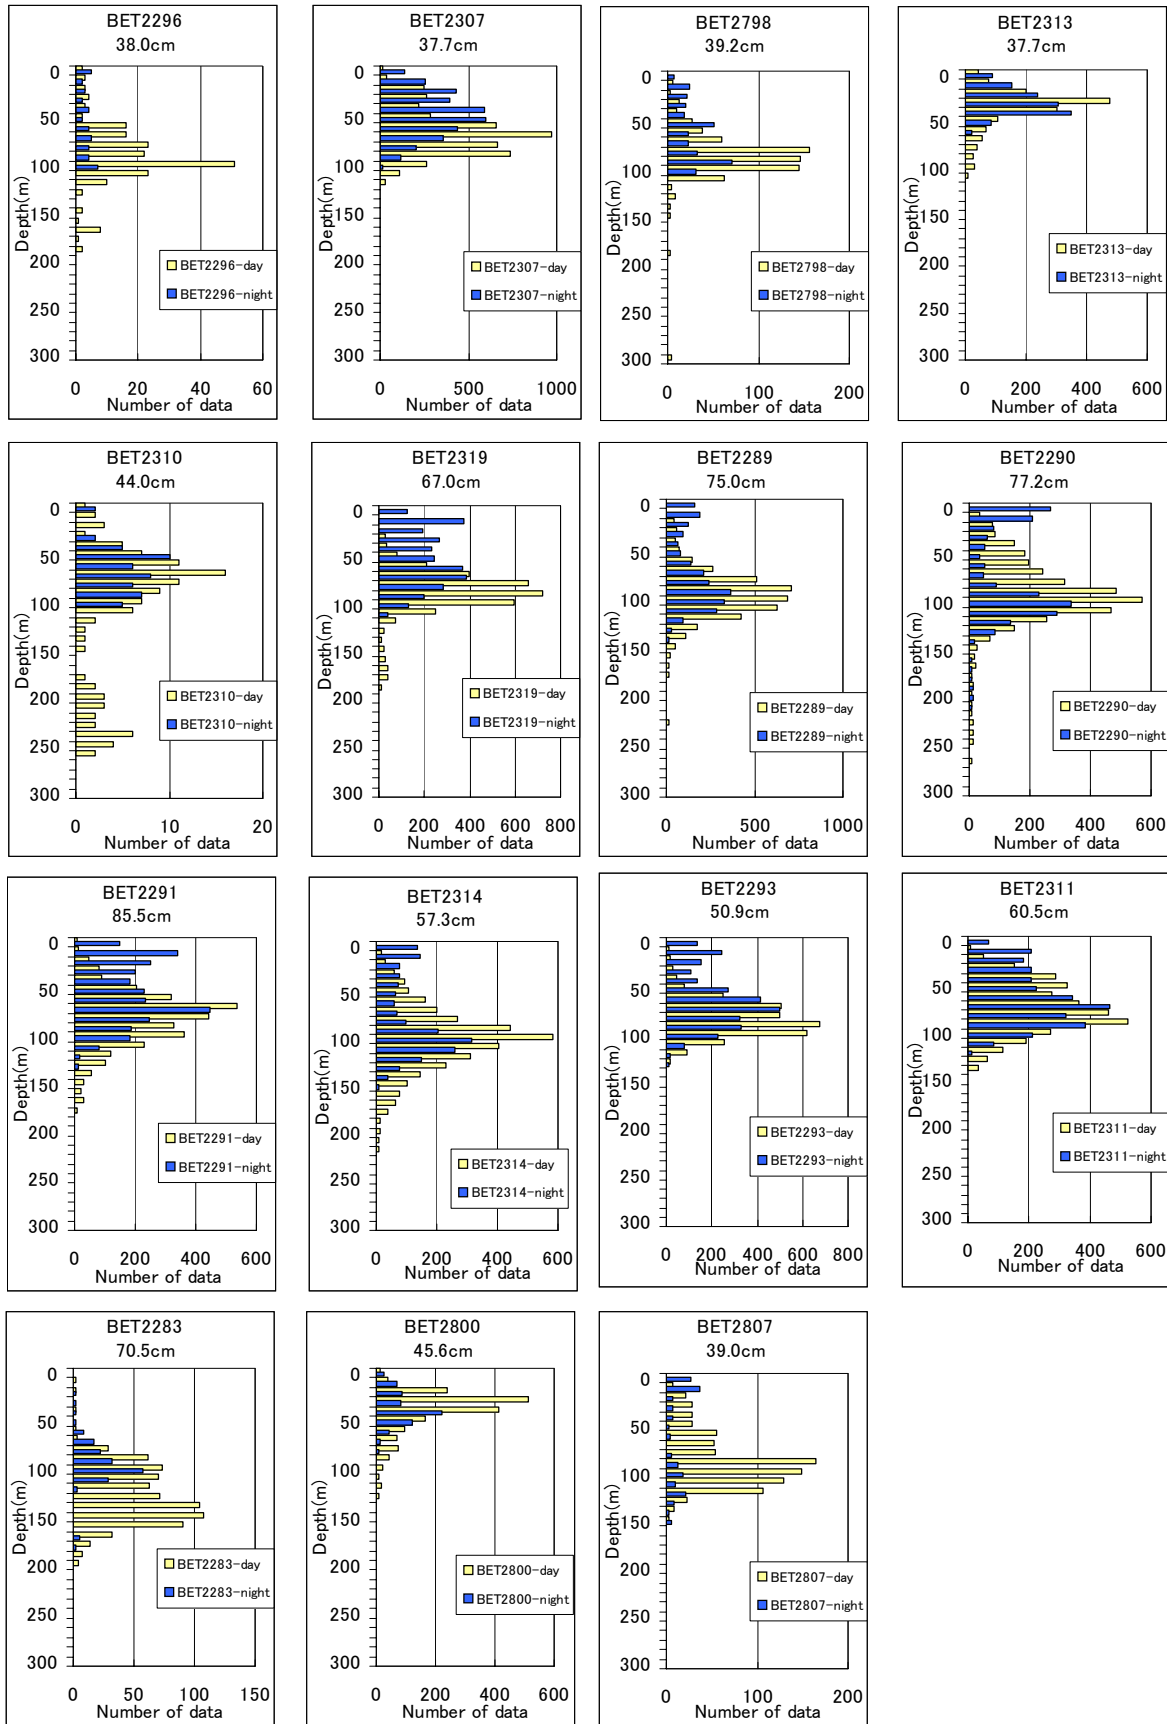 BET2296
38.0cm
0
50
100
150
200
250
300
Depth(m)
BET2296-day
BET2296-night
0 20 40 60
Number of data
BET2307
37.7cm
0
50
100
150
200
250
300
Depth(m)
BET2307-day
BET2307-night
0 500 1000
Number of data
BET2798
39.2cm
0
50
100
150
200
250
300
Depth(m)
BET2798-day
BET2798-night
0 100 200
Number of data
BET2313
37.7cm
0
50
100
150
200
250
300
Depth(m)
BET2313-day
BET2313-night
0 200 400 600
Number of data
BET2310
44.0cm
0
50
100
150
200
250
300
Depth(m)
BET2310-day
BET2310-night
0 10 20
Number of data
BET2319
67.0cm
0
50
100
150
200
250
300
Depth(m)
BET2319-day
BET2319-night
0 200 400 600 800
Number of data
BET2289
75.0cm
0
50
100
150
200
250
300
Depth(m)
BET2289-day
BET2289-night
0 500 1000
Number of data
BET2290
77.2cm
0
50
100
150
200
250
300
Depth(m)
BET2290-day
BET2290-night
0 200 400 600
Number of data
BET2291
85.5cm
0
50
100
150
200
250
300
Depth(m)
BET2291-day
BET2291-night
0 200 400 600
Number of data
BET2314
57.3cm
0
50
100
150
200
250
300
Depth(m)
BET2314-day
BET2314-night
0 200 400 600
Number of data
BET2293
50.9cm
0
50
100
150
200
250
300
Depth(m)
BET2293-day
BET2293-night
0 200 400 600 800
Number of data
BET2311
60.5cm
0
50
100
150
200
250
300
Depth(m)
BET2311-day
BET2311-night
0 200 400 600
Number of data
BET2283
70.5cm
0
50
100
150
200
250
300
Depth(m)
BET2283-day
BET2283-night
0 50 100 150
Number of data
BET2800
45.6cm
0
50
100
150
200
250
300
Depth(m)
BET2800-day
BET2800-night
0 200 400 600
Number of data
BET2807
39.0cm
0
50
100
150
200
250
300
Depth(m)
BET2807-day
BET2807-night
0 100 200
Number of data